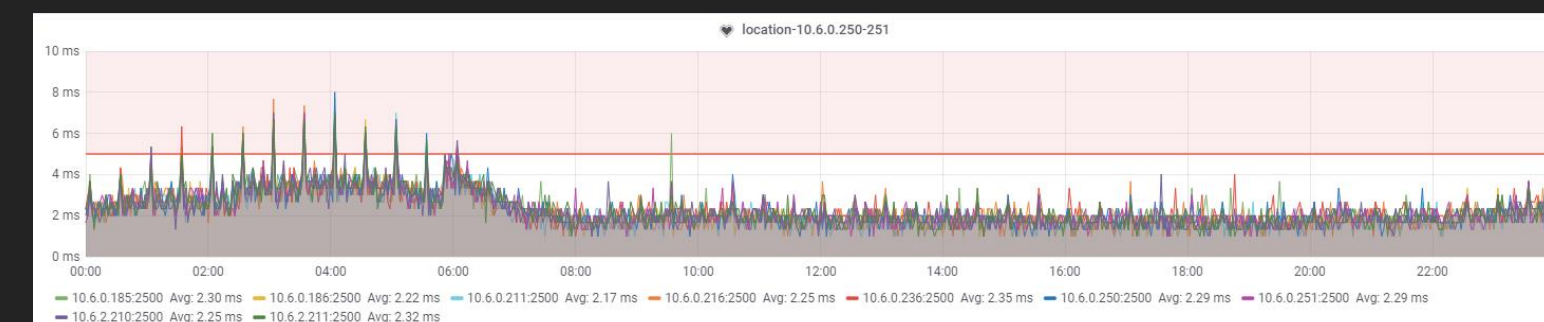 location-10.6.0.250-251
10 ms
8 ms
6 ms
4 ms
2 ms
0 ms
00:00 02:00 04:00 06:00 08:00 10:00 12:00 14:00 16:00 18:00 20:00 22:00
10.6.0.185:2500 Avg: 2.30 ms 10.6.0.186:2500 Avg: 2.22 ms 10.6.0.211:2500 Avg: 2.17 ms 10.6.0.216:2500 Avg: 2.25 ms 10.6.0.236:2500 Avg: 2.35 ms 10.6.0.250:2500 Avg: 2.29 ms 10.6.0.251:2500 Avg: 2.29 ms
10.6.2.210:2500 Avg: 2.25 ms 10.6.2.211:2500 Avg: 2.32 ms